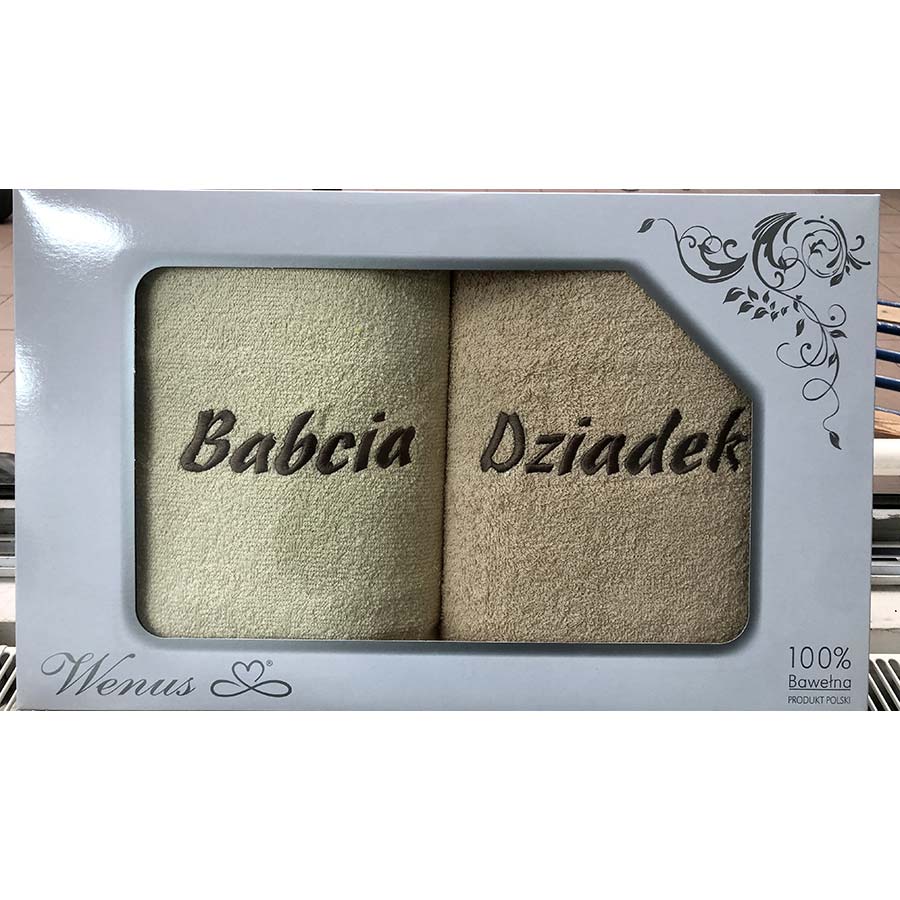 Babcia Dziadek
Wenus ®
100%
Bawełna
PRODUKT POLSKI